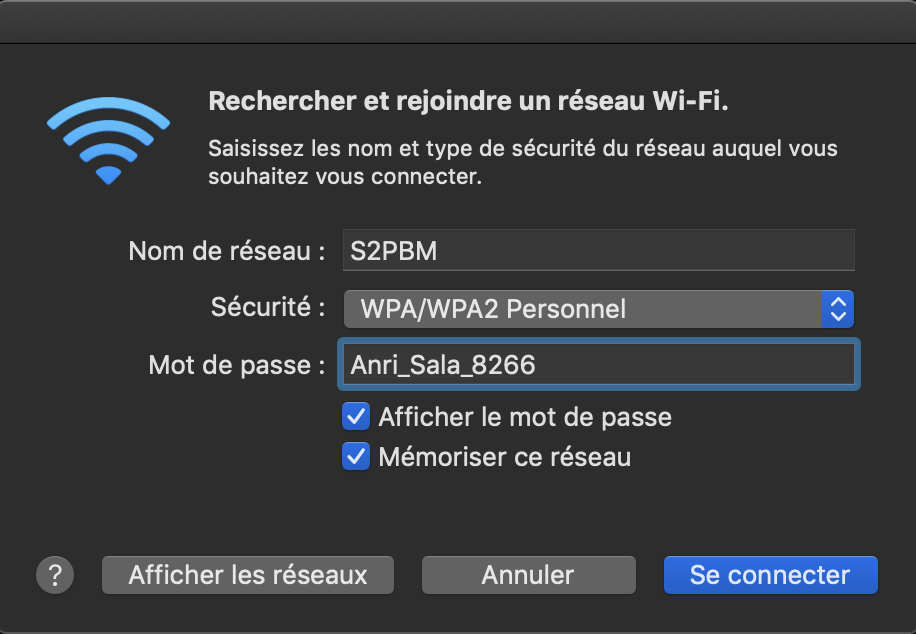 Rechercher et rejoindre un réseau Wi-Fi.
Saisissez les nom et type de sécurité du réseau auquel vous
souhaitez vous connecter.
Nom de réseau : S2PBM
Sécurité : WPA/WPA2 Personnel
Mot de passe : Anri_Sala_8266
Afficher le mot de passe
Mémoriser ce réseau
? Afficher les réseaux Annuler Se connecter